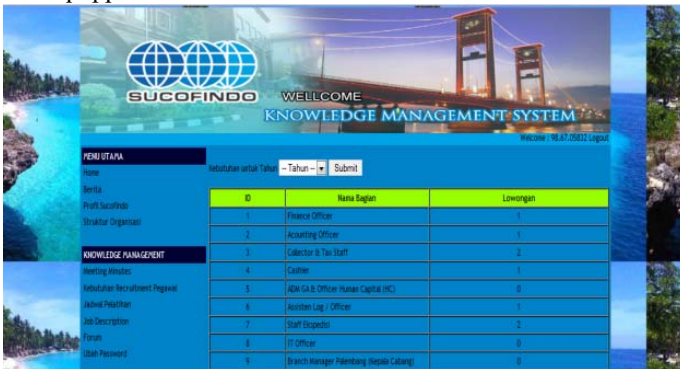 SUCOFINDO
WELLCOME
KNOWLEDGE MANAGEMENT SYSTEM
Welcome : 98.67.05832 Logout
MENU UTAMA
Home
Berita
Profil Sucofindo
Struktur Organisasi
KNOWLEDGE MANAGEMENT
Meeting Minutes
Kebutuhan Recruitment Pegawai
Jadwal Pelatihan
Job Description
Forum
Ubah Password
Kebutuhan untuk Tahun -- Tahun -- Submit
ID Nama Bagian Lowongan
1 Finance Officer 1
2 Acounting Officer 1
3 Collector & Tax Staff 2
4 Cashier 1
5 ADM GA & Officer Human Capital (HC) 0
6 Assisten Log / Officer 1
7 Staff Ekspedisi 2
8 IT Officer 0
9 Branch Manager Palembang (Kepala Cabang) 0